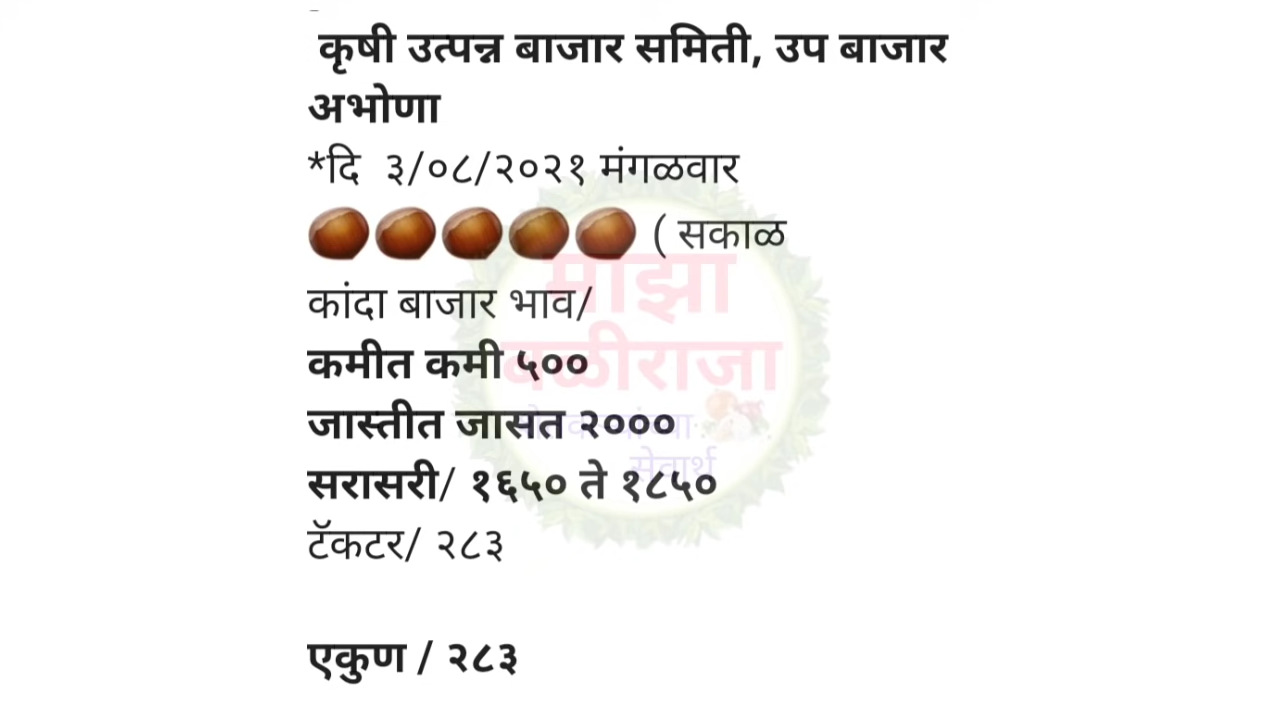 कृषी उत्पन्न बाजार समिती, उप बाजार
अभोणा
*दि ३/०८/२०२१ मंगळवार
( सकाळ
कांदा बाजार भाव/
कमीत कमी ५००
जास्तीत जासत २०००
सरासरी/ १६५० ते १८५०
टॅकटर/ २८३
एकुण / २८३
माझा
बळीराजा
सेवार्थ